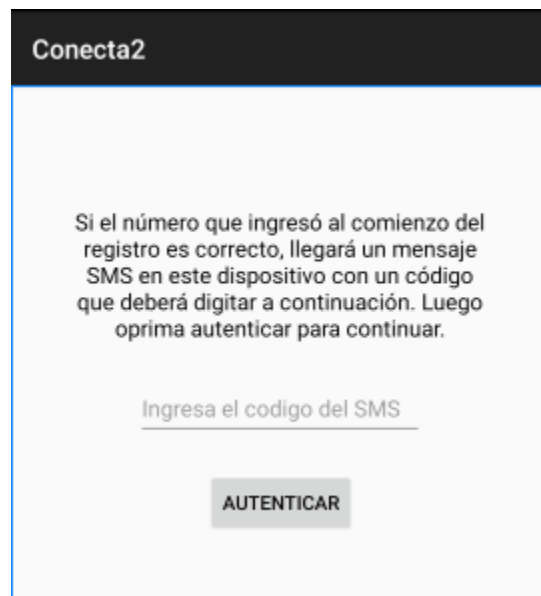 Conecta2
Si el número que ingresó al comienzo del
registro es correcto, llegará un mensaje
SMS en este dispositivo con un código
que deberá digitar a continuación. Luego
oprima autenticar para continuar.
Ingresa el codigo del SMS
AUTENTICAR